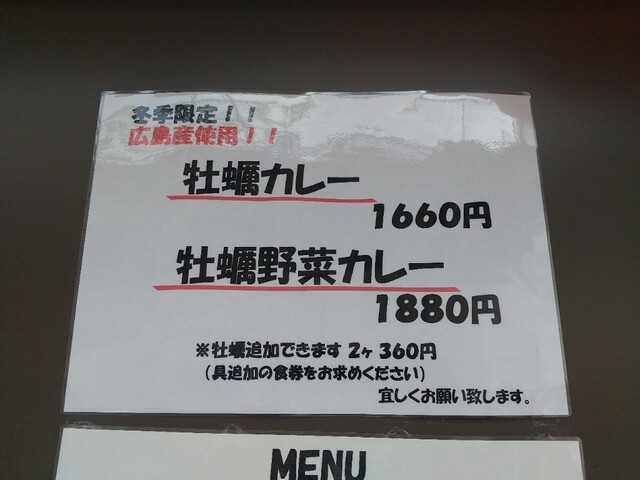 冬季限定！！
広島産使用！！
牡蠣カレー
1660円
牡蠣野菜カレー
1880円
※牡蠣追加できます 2ヶ 360円
（具追加の食券をお求めください）
宜しくお願い致します。
MENU